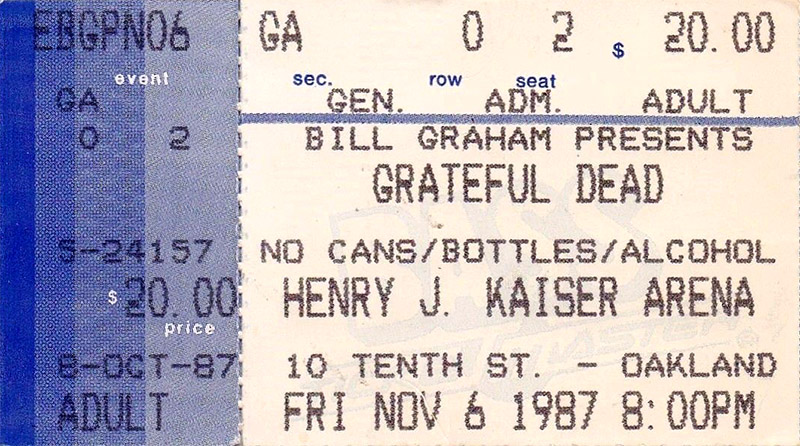 EBGPN06 GA 0 2 $ 20.00
event sec. row seat
GA GEN. ADM. ADULT
0 2 BILL GRAHAM PRESENTS
GRATEFUL DEAD
S-24157 NO CANS/BOTTLES/ALCOHOL
$ 20.00 HENRY J. KAISER ARENA
price
8-OCT-87 10 TENTH ST. - OAKLAND
ADULT FRI NOV 6 1987 8:00PM
BASS